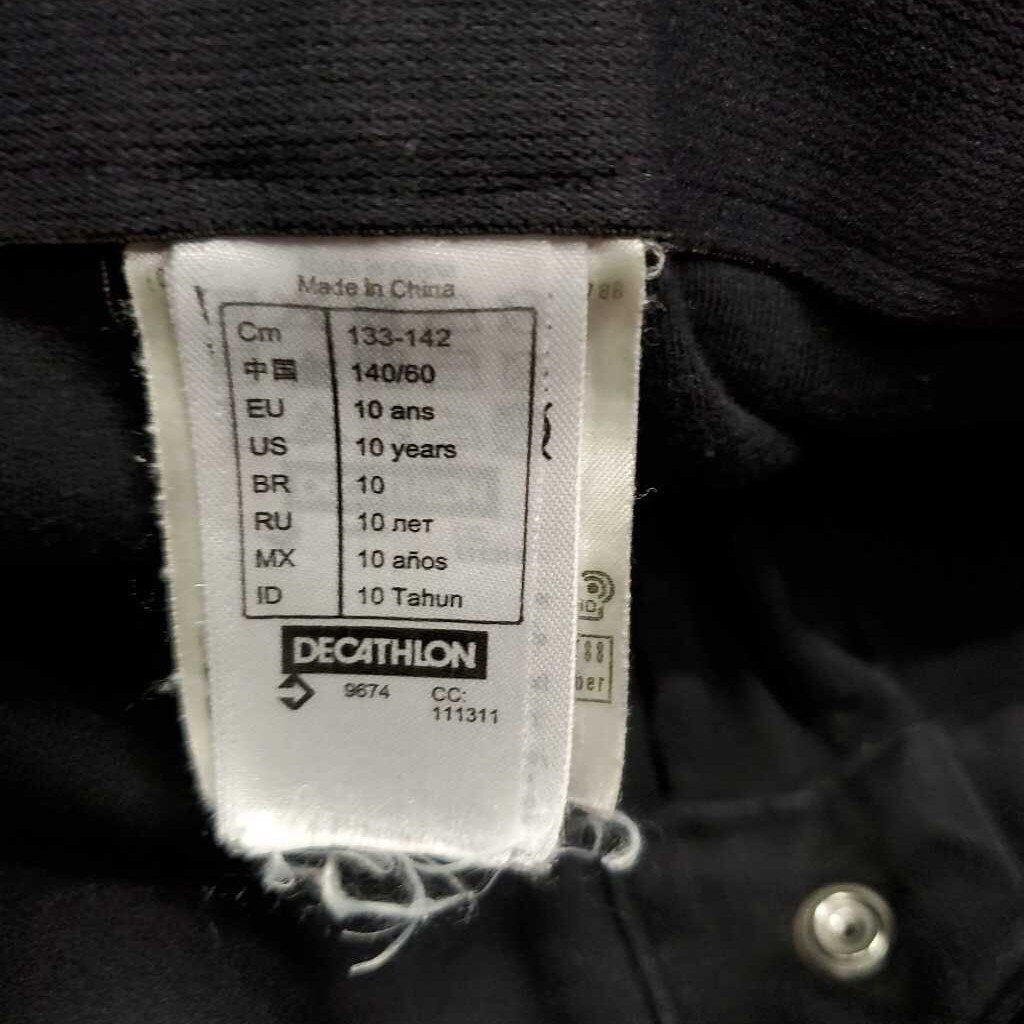 Made in China
Cm 133-142
中国 140/60
EU 10 ans
US 10 years
BR 10
RU 10 лет
MX 10 años
ID 10 Tahun
DECATHLON
9674 CC:
111311